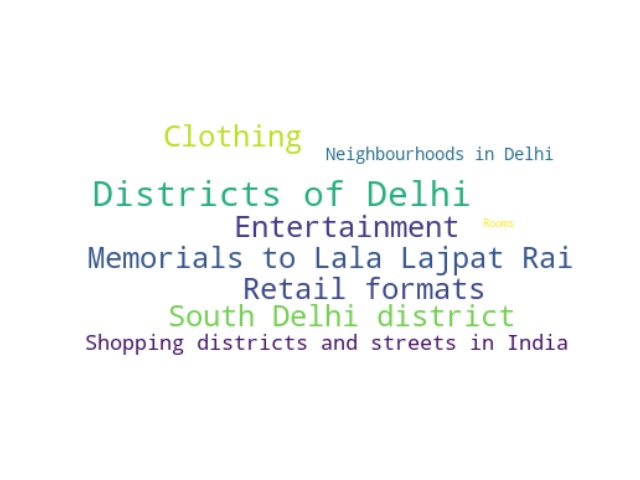 Clothing
Neighbourhoods in Delhi
Districts of Delhi
Entertainment
Rooms
Memorials to Lala Lajpat Rai
Retail formats
South Delhi district
Shopping districts and streets in India